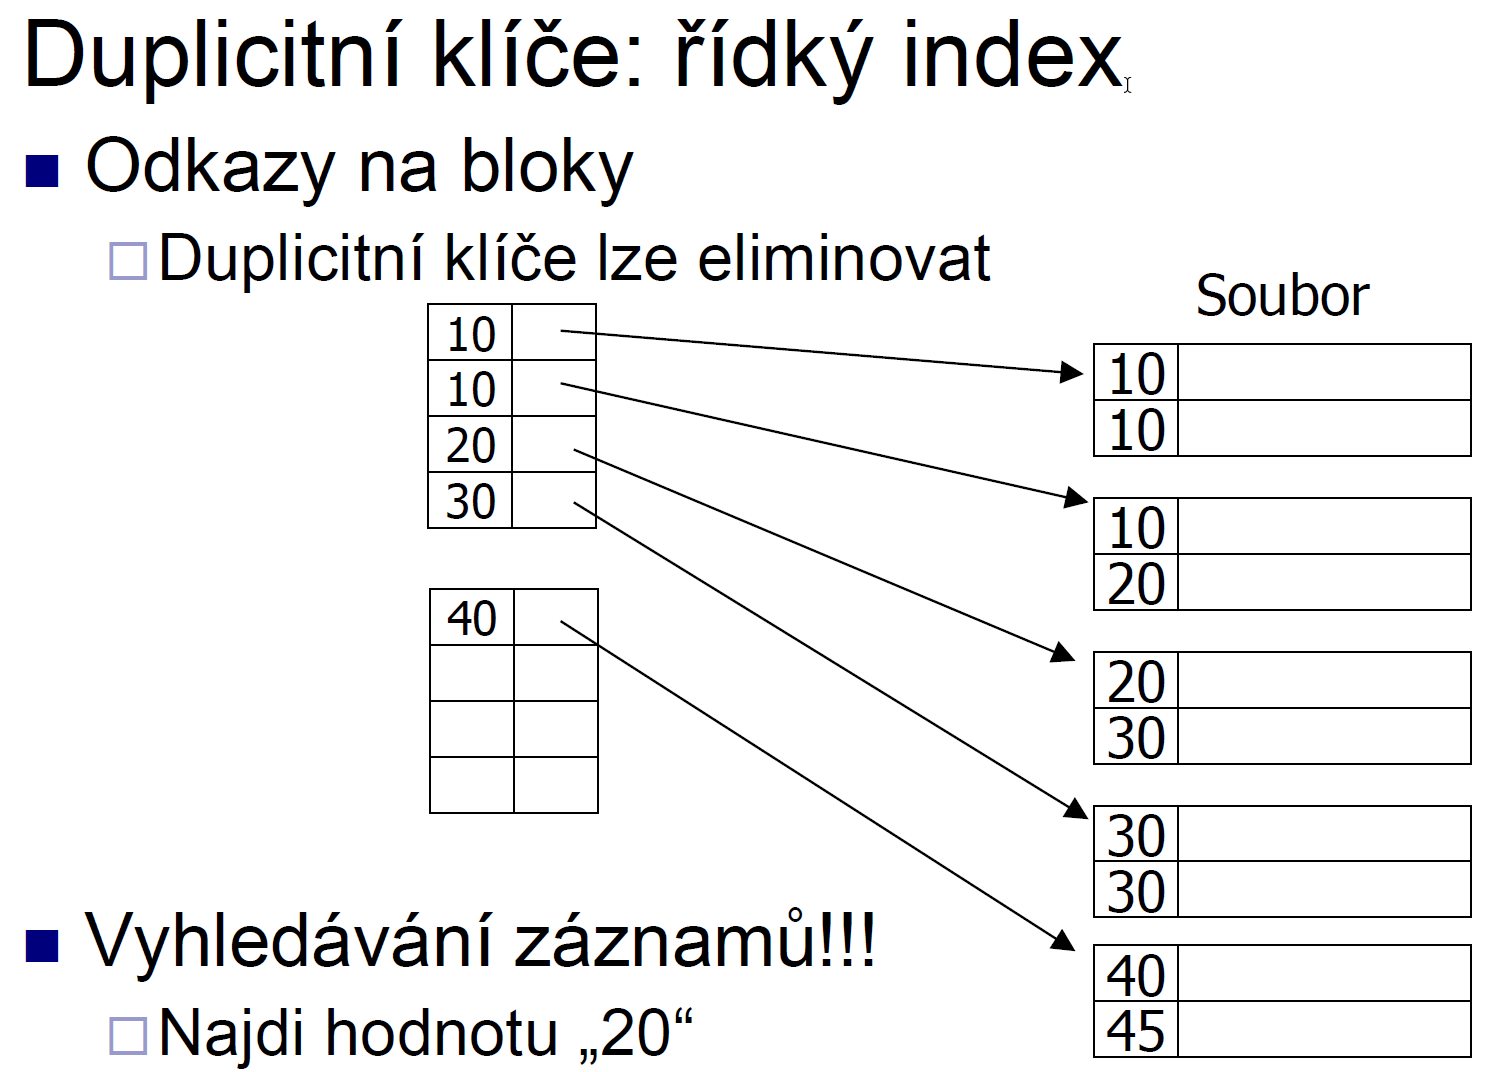 Duplicitní klíče: řídký index
Odkazy na bloky
Duplicitní klíče lze eliminovat
Soubor
10
10
20
30
40
10
10
10
20
20
30
30
30
40
45
Vyhledávání záznamů!!!
Najdi hodnotu „20“